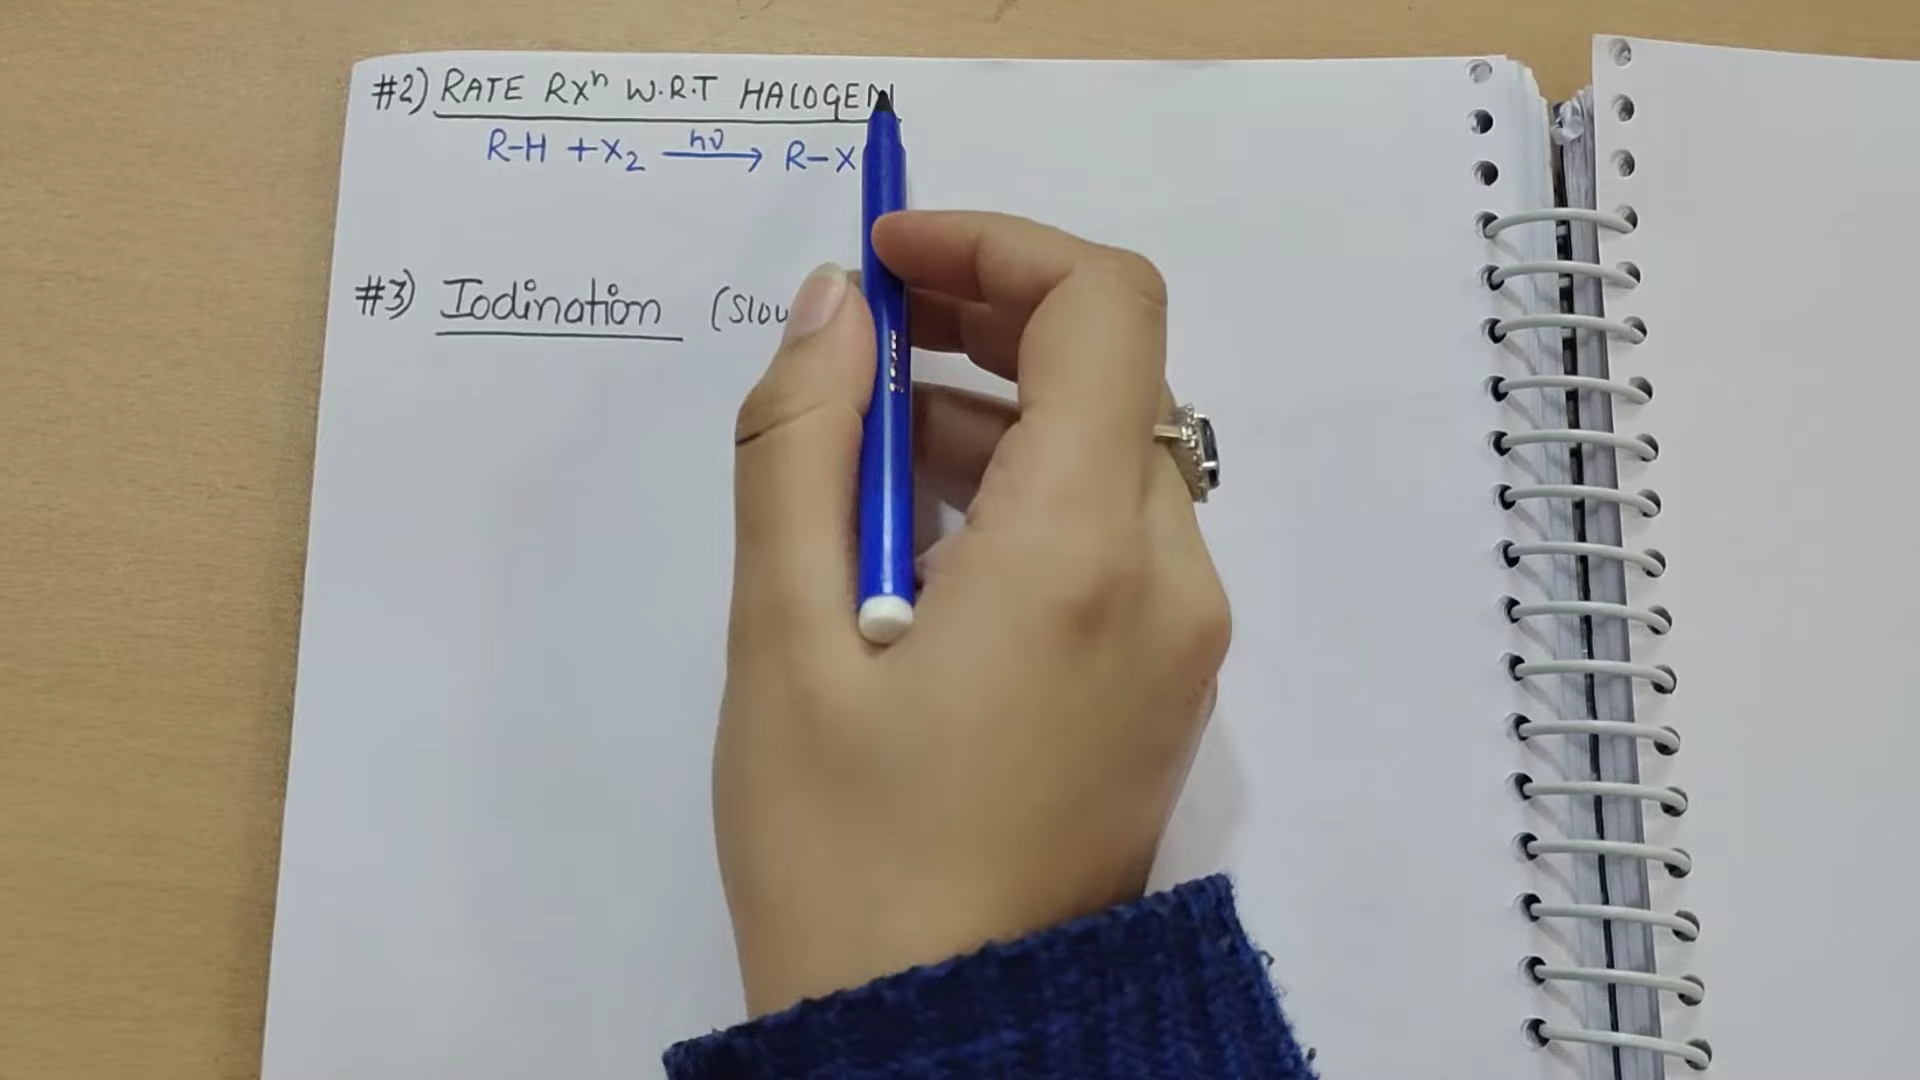 #2) RATE RXⁿ W.R.T HALOGEN
R-H + X₂ —hν→ R-X
#3) Iodination